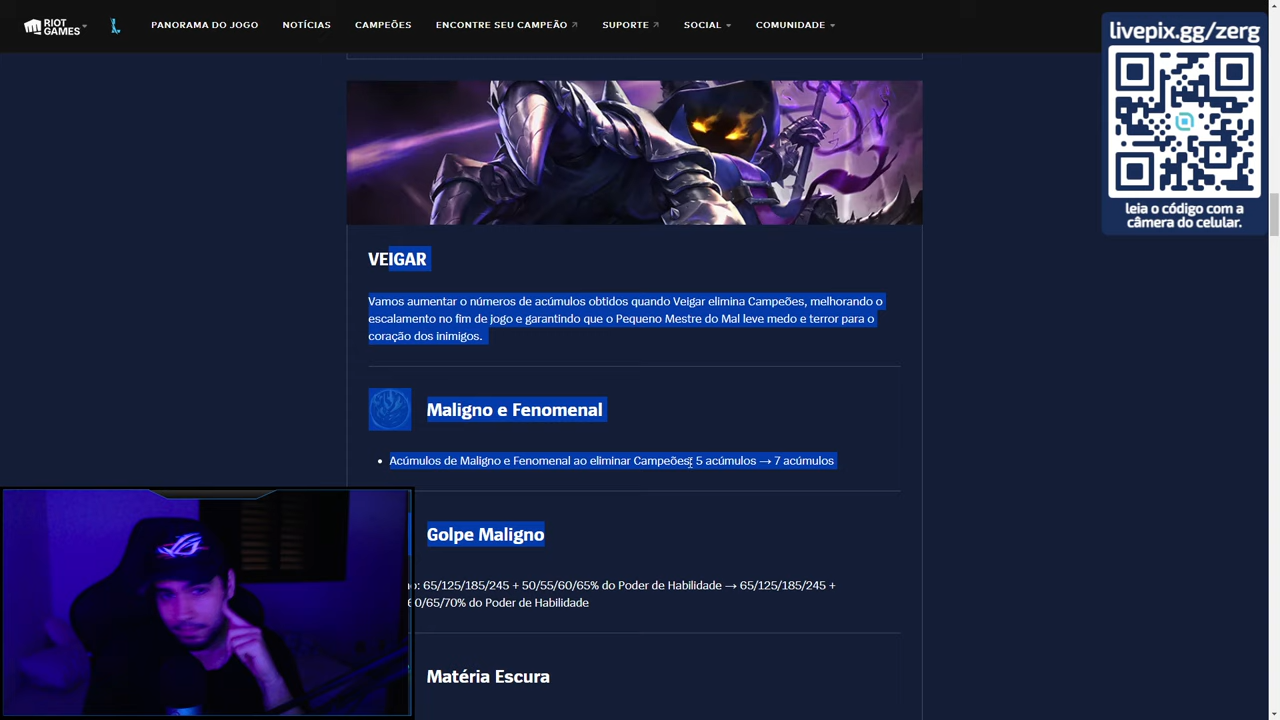 RIOT
GAMES
PANORAMA DO JOGO
NOTÍCIAS
CAMPEÕES
ENCONTRE SEU CAMPEÃO
SUPORTE
SOCIAL
COMUNIDADE
livepix.gg/zerg
leia o código com a
câmera do celular.
VEIGAR
Vamos aumentar o números de acúmulos obtidos quando Veigar elimina Campeões, melhorando o
escalamento no fim de jogo e garantindo que o Pequeno Mestre do Mal leve medo e terror para o
coração dos inimigos.
Maligno e Fenomenal
• Acúmulos de Maligno e Fenomenal ao eliminar Campeões: 5 acúmulos → 7 acúmulos
Golpe Maligno
65/125/185/245 + 50/55/60/65% do Poder de Habilidade → 65/125/185/245 +
/65/70% do Poder de Habilidade
Matéria Escura